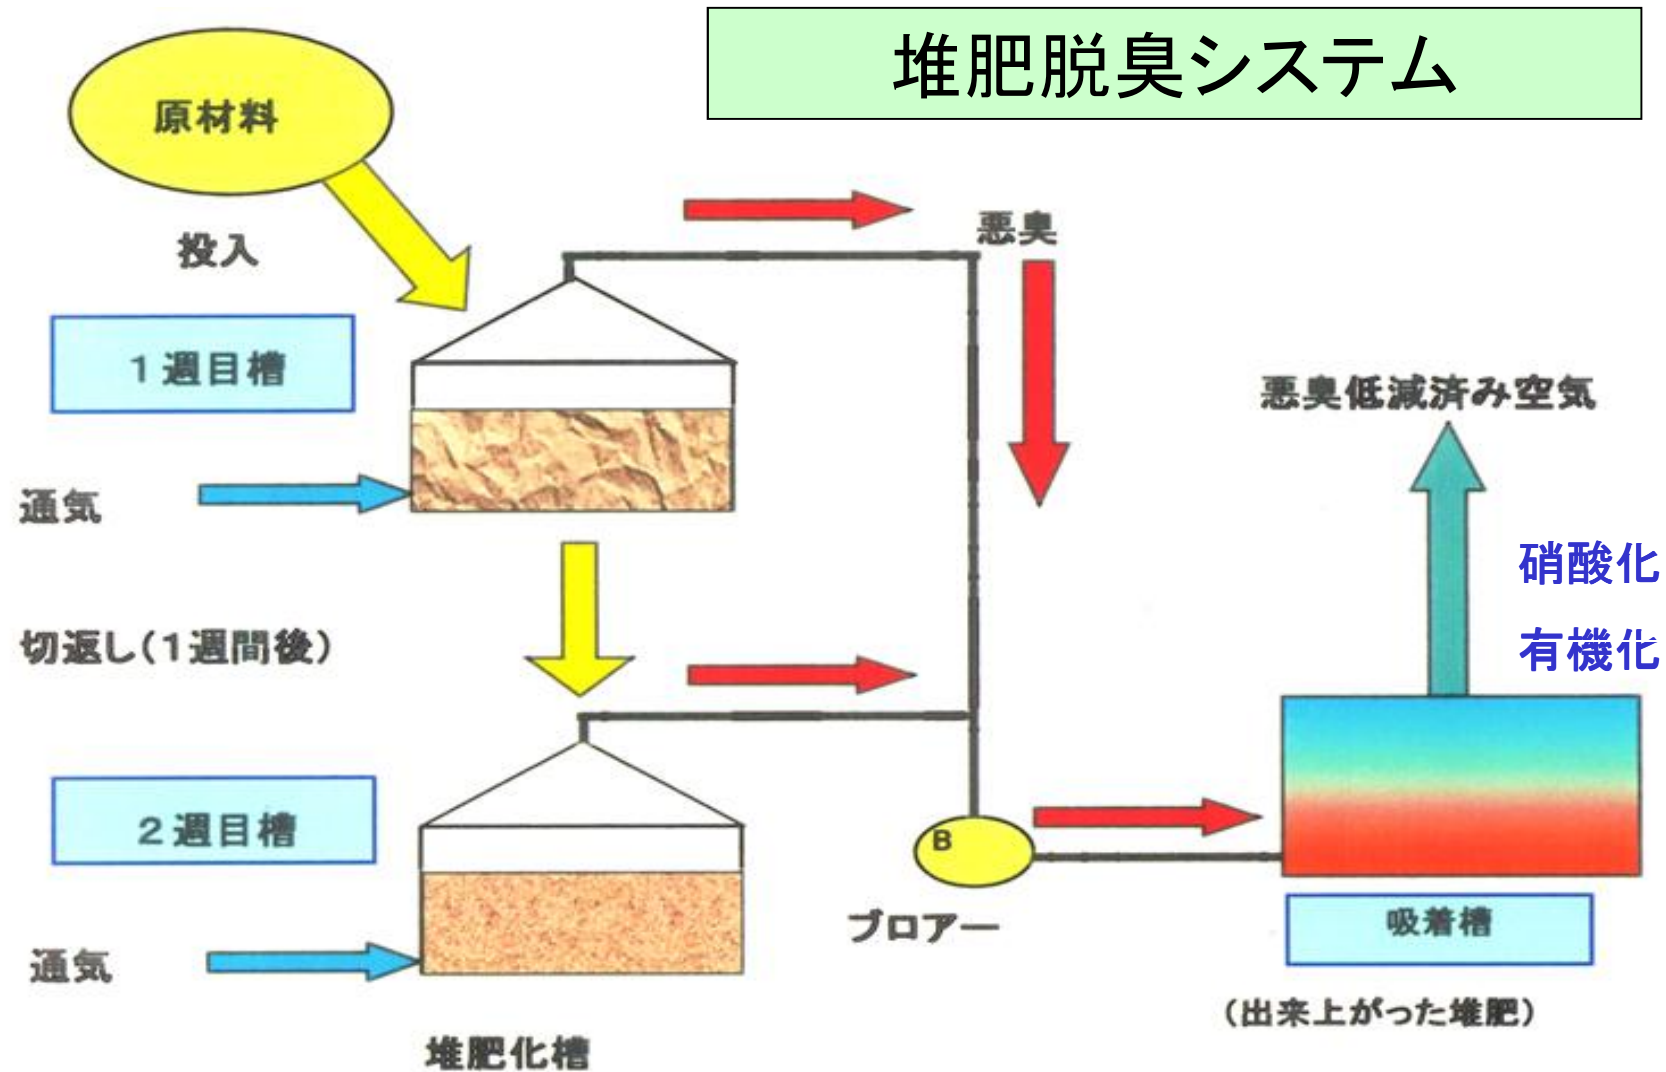 堆肥脱臭システム
原材料
投入
悪臭
1週目槽
悪臭低減済み空気
通気
硝酸化
切返し(1週間後)
有機化
2週目槽
B
ブロアー
吸着槽
通気
(出来上がった堆肥)
堆肥化槽